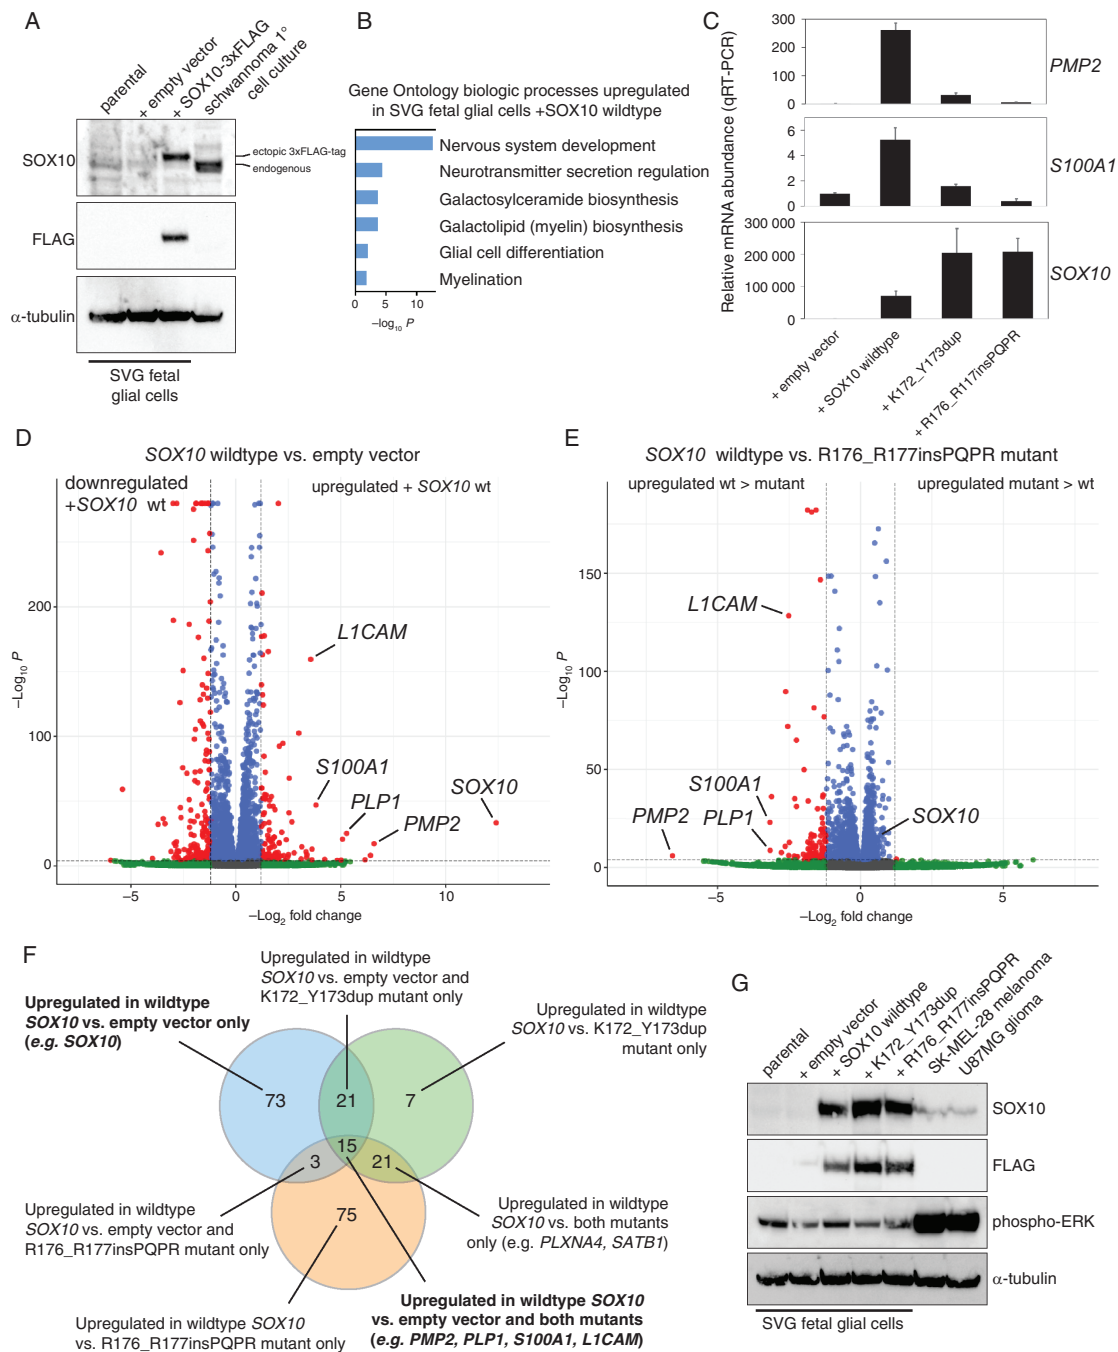 A
parental
+ empty vector
+ SOX10-3xFLAG
schwannoma 1°
cell culture
SOX10
ectopic 3xFLAG-tag
endogenous
FLAG
α-tubulin
SVG fetal
glial cells
B
Gene Ontology biologic processes upregulated
in SVG fetal glial cells +SOX10 wildtype
Nervous system development
Neurotransmitter secretion regulation
Galactosylceramide biosynthesis
Galactolipid (myelin) biosynthesis
Glial cell differentiation
Myelination
0 5 10
–log10 P
C
Relative mRNA abundance (qRT-PCR)
300
200
100
0
PMP2
6
4
2
0
S100A1
300 000
200 000
100 000
0
SOX10
+ empty vector
+ SOX10 wildtype
+ K172_Y173dup
+ R176_R117insPQPR
D
SOX10 wildtype vs. empty vector
downregulated
+SOX10 wt
upregulated + SOX10 wt
L1CAM
S100A1
PLP1
PMP2
SOX10
200
100
0
–Log10 P
–5 0 5 10
–Log2 fold change
E
SOX10 wildtype vs. R176_R177insPQPR mutant
upregulated wt > mutant
upregulated mutant > wt
L1CAM
S100A1
PMP2
PLP1
SOX10
150
100
50
0
–Log10 P
–5 0 5
–Log2 fold change
F
Upregulated in wildtype
SOX10 vs. empty vector and
K172_Y173dup mutant only
Upregulated in wildtype
SOX10 vs. empty vector only
(e.g. SOX10)
Upregulated in wildtype
SOX10 vs. K172_Y173dup
mutant only
73
21
7
15
3
21
75
Upregulated in wildtype
SOX10 vs. empty vector and
R176_R177insPQPR mutant only
Upregulated in wildtype
SOX10 vs. both mutants
only (e.g. PLXNA4, SATB1)
Upregulated in wildtype SOX10
vs. R176_R177insPQPR mutant only
Upregulated in wildtype SOX10
vs. empty vector and both mutants
(e.g. PMP2, PLP1, S100A1, L1CAM)
G
parental
+ empty vector
+ SOX10 wildtype
+ K172_Y173dup
+ R176_R177insPQPR
SK-MEL-28 melanoma
U87MG glioma
SOX10
FLAG
phospho-ERK
α-tubulin
SVG fetal glial cells